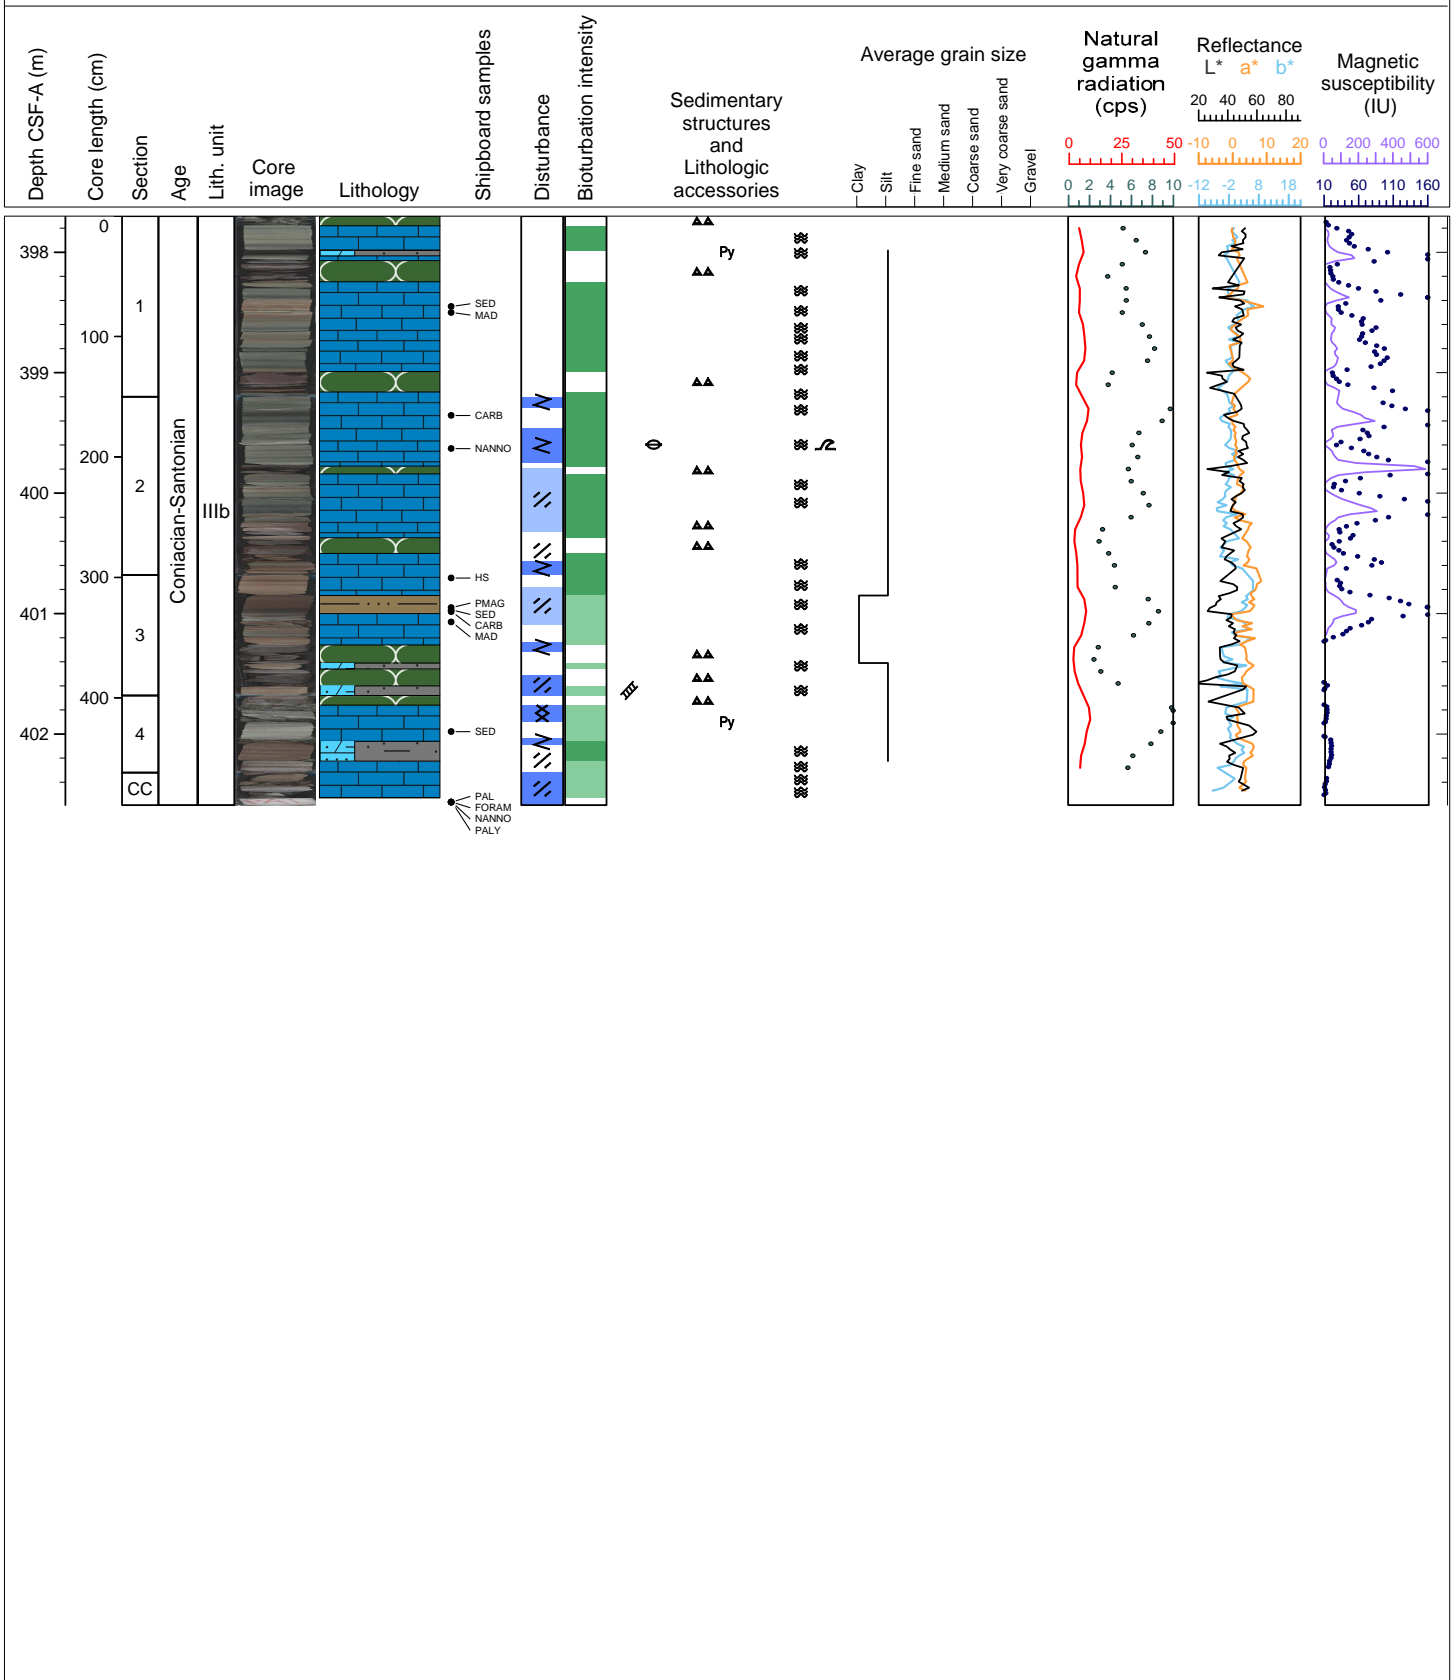 Depth CSF-A (m)
Core length (cm)
Section
Age
Lith. unit
Core
image
Lithology
Shipboard samples
Disturbance
Bioturbation intensity
Sedimentary
structures
and
Lithologic
accessories
Average grain size
Clay
Silt
Fine sand
Medium sand
Coarse sand
Very coarse sand
Gravel
Natural
gamma
radiation
(cps)
0 25 50
0 2 4 6 8 10
Reflectance
L* a* b*
20 40 60 80
-10 0 10 20
-12 -2 8 18
Magnetic
susceptibility
(IU)
0 200 400 600
10 60 110 160
398
399
400
401
402
0
100
200
300
400
1
2
3
4
CC
Coniacian-Santonian
IIIb
SED
MAD
CARB
NANNO
HS
PMAG
SED
CARB
MAD
SED
PAL
FORAM
NANNO
PALY
Py
Py